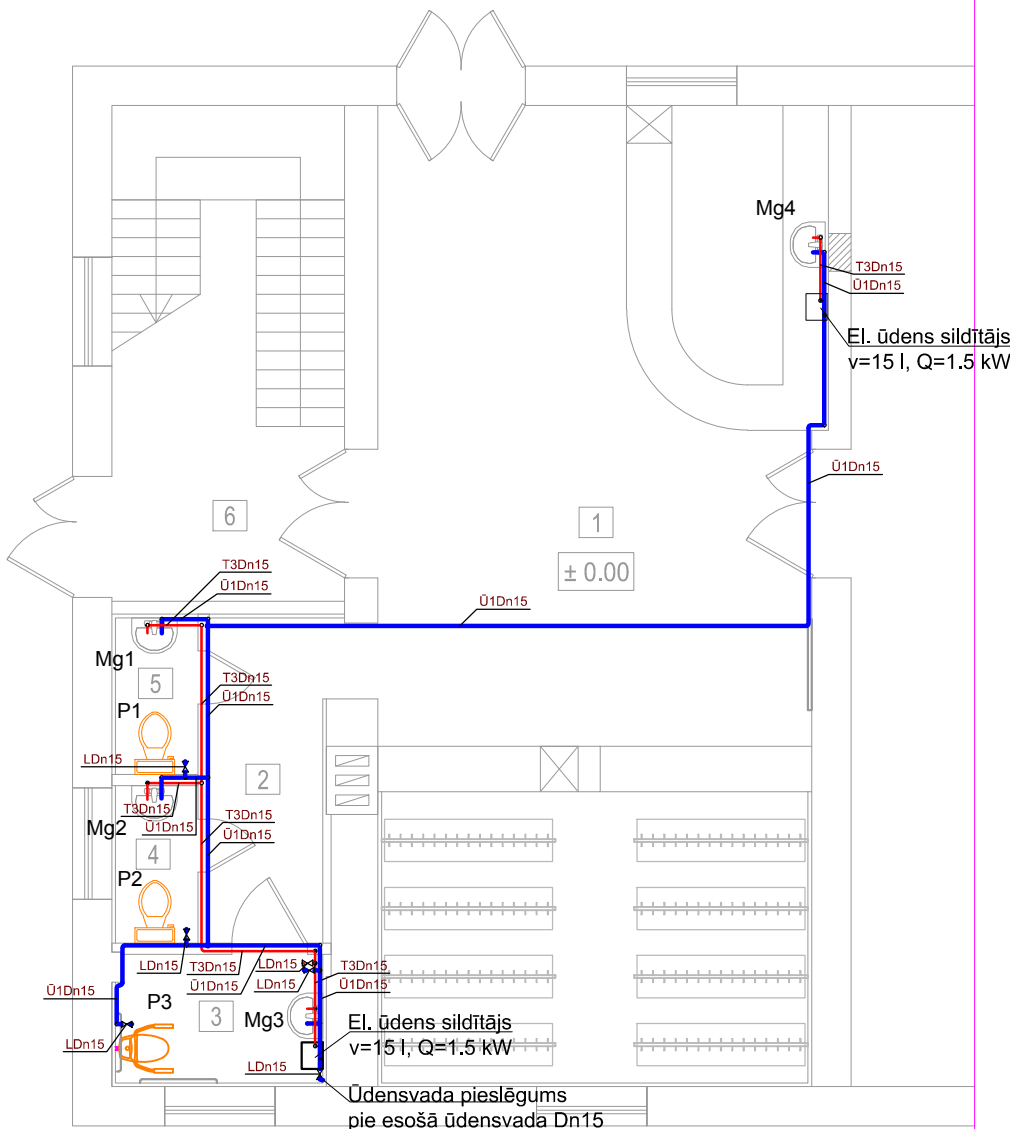 Mg4
T3Dn15
Ū1Dn15
El. ūdens sildītājs
v=15 l, Q=1.5 kW
Ū1Dn15
6
1
± 0.00
T3Dn15
Ū1Dn15
Ū1Dn15
Mg1
5
T3Dn15
Ū1Dn15
P1
LDn15
2
T3Dn15
Ū1Dn15
Mg2
T3Dn15
Ū1Dn15
4
P2
LDn15
T3Dn15
LDn15
T3Dn15
Ū1Dn15
LDn15
Ū1Dn15
Ū1Dn15
P3
3
Mg3
El. ūdens sildītājs
v=15 l, Q=1.5 kW
LDn15
LDn15
Ūdensvada pieslēgums
pie esošā ūdensvada Dn15